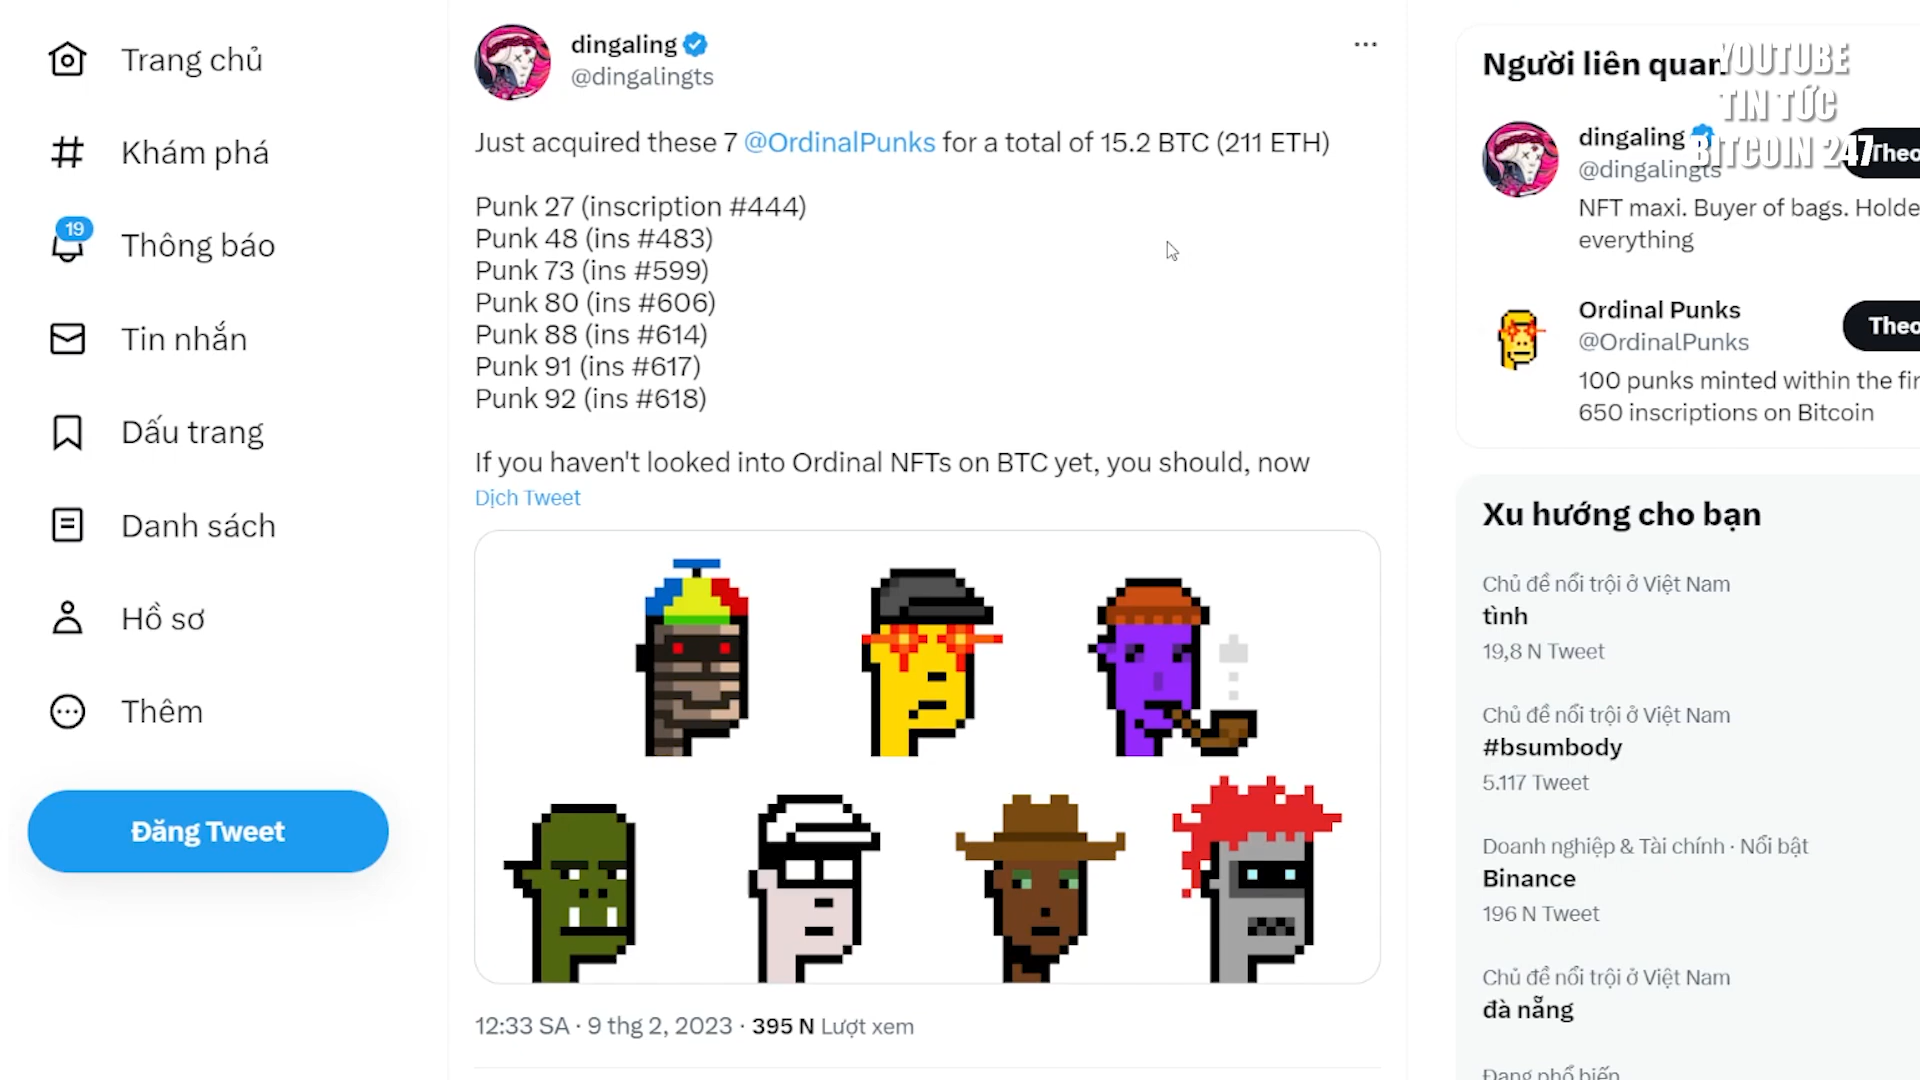 Trang chủ
Khám phá
19
Thông báo
Tin nhắn
Dấu trang
Danh sách
Hồ sơ
Thêm
Đăng Tweet
dingaling
@dingalingts
Just acquired these 7 @OrdinalPunks for a total of 15.2 BTC (211 ETH)
Punk 27 (inscription #444)
Punk 48 (ins #483)
Punk 73 (ins #599)
Punk 80 (ins #606)
Punk 88 (ins #614)
Punk 91 (ins #617)
Punk 92 (ins #618)
If you haven't looked into Ordinal NFTs on BTC yet, you should, now
Dịch Tweet
12:33 SA · 9 thg 2, 2023 · 395 N Lượt xem
Người liên quan
YOUTUBE
TIN TỨC
BITCOIN 247
dingaling
@dingalingts
Theo
NFT maxi. Buyer of bags. Holde
everything
Ordinal Punks
@OrdinalPunks
Theo
100 punks minted within the fir
650 inscriptions on Bitcoin
Xu hướng cho bạn
Chủ đề nổi trội ở Việt Nam
tình
19,8 N Tweet
Chủ đề nổi trội ở Việt Nam
#bsumbody
5.117 Tweet
Doanh nghiệp & Tài chính · Nổi bật
Binance
196 N Tweet
Chủ đề nổi trội ở Việt Nam
đà nẵng
Đang phổ biến